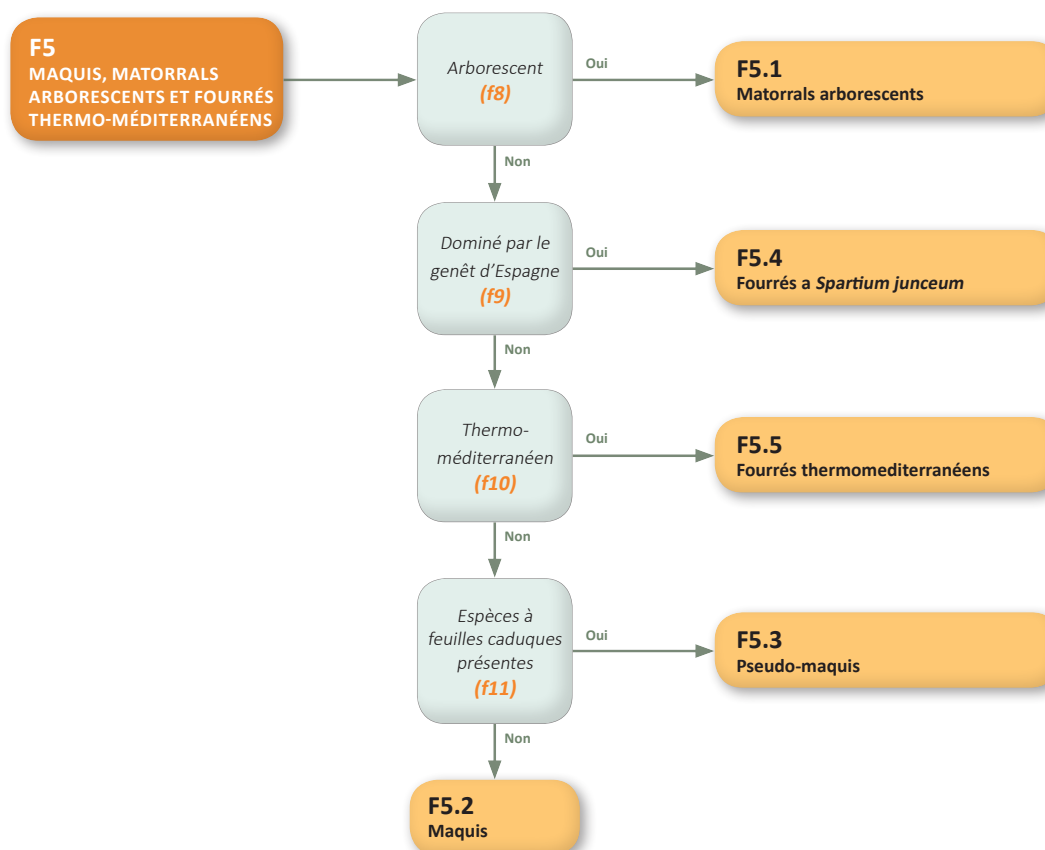 F5
MAQUIS, MATORRALS
ARBORESCENTS ET FOURRÉS
THERMO-MÉDITERRANÉENS
Arborescent
(f8)
Oui
F5.1
Matorrals arborescents
Non
Dominé par le
genêt d’Espagne
(f9)
Oui
F5.4
Fourrés a Spartium junceum
Non
Thermo-
méditerranéen
(f10)
Oui
F5.5
Fourrés thermomediterranéens
Non
Espèces à
feuilles caduques
présentes
(f11)
Oui
F5.3
Pseudo-maquis
Non
F5.2
Maquis